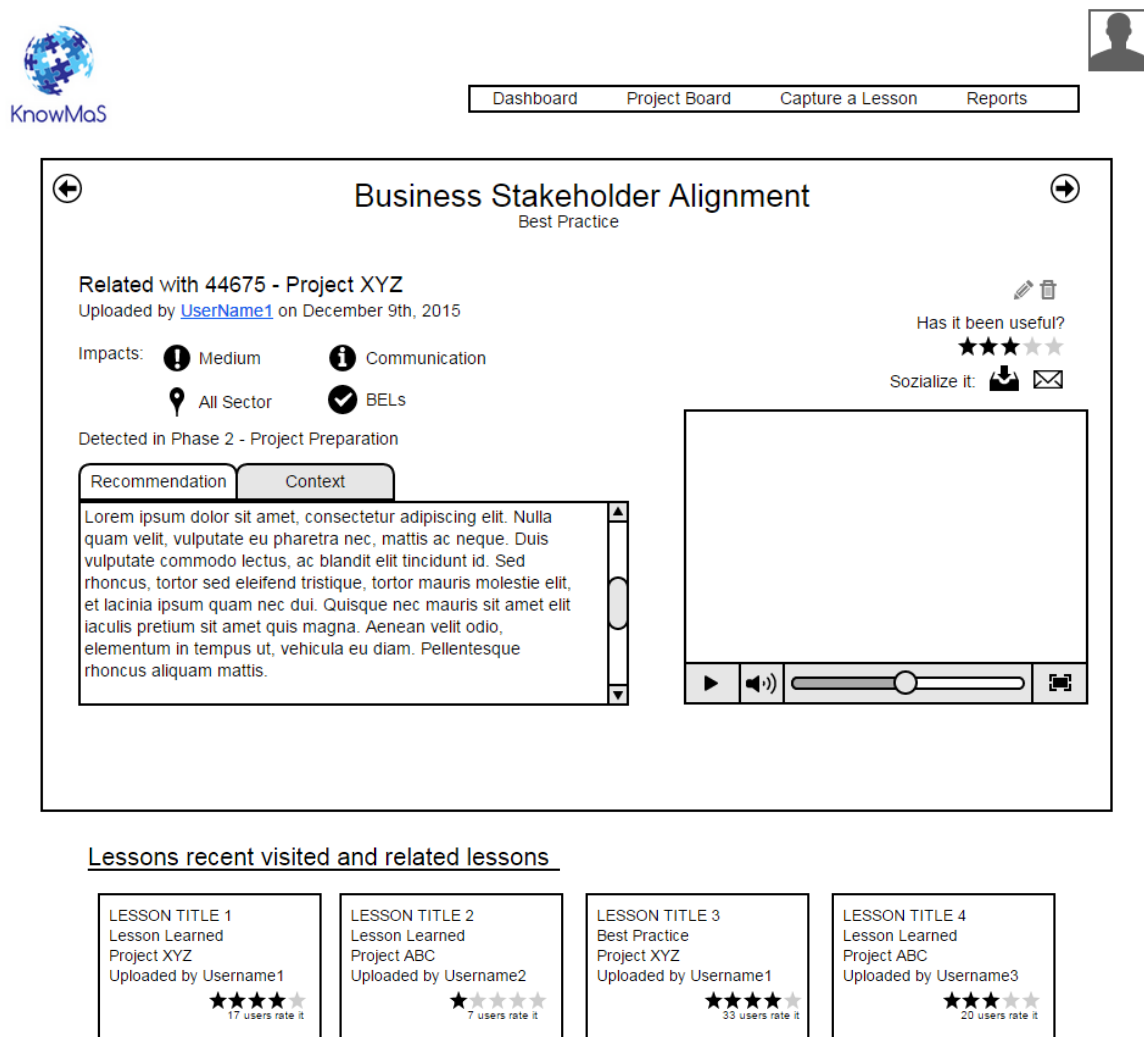 KnowMaS
Dashboard Project Board Capture a Lesson Reports
Business Stakeholder Alignment
Best Practice
Related with 44675 - Project XYZ
Uploaded by UserName1 on December 9th, 2015
Has it been useful?
Impacts: Medium Communication
Sozialize it:
All Sector BELs
Detected in Phase 2 - Project Preparation
Recommendation Context
Lorem ipsum dolor sit amet, consectetur adipiscing elit. Nulla
quam velit, vulputate eu pharetra nec, mattis ac neque. Duis
vulputate commodo lectus, ac blandit elit tincidunt id. Sed
rhoncus, tortor sed eleifend tristique, tortor mauris molestie elit,
et lacinia ipsum quam nec dui. Quisque nec mauris sit amet elit
iaculis pretium sit amet quis magna. Aenean velit odio,
elementum in tempus ut, vehicula eu diam. Pellentesque
rhoncus aliquam mattis.
Lessons recent visited and related lessons
LESSON TITLE 1
Lesson Learned
Project XYZ
Uploaded by Username1
17 users rate it
LESSON TITLE 2
Lesson Learned
Project ABC
Uploaded by Username2
7 users rate it
LESSON TITLE 3
Best Practice
Project XYZ
Uploaded by Username1
33 users rate it
LESSON TITLE 4
Lesson Learned
Project ABC
Uploaded by Username3
20 users rate it